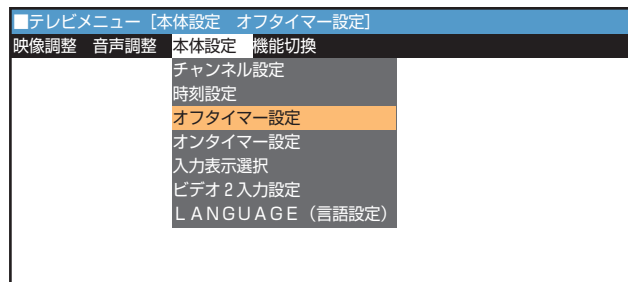 ■テレビメニュー［本体設定　オフタイマー設定］
映像調整　音声調整　本体設定　機能切換
チャンネル設定
時刻設定
オフタイマー設定
オンタイマー設定
入力表示選択
ビデオ２入力設定
ＬＡＮＧＵＡＧＥ（言語設定）